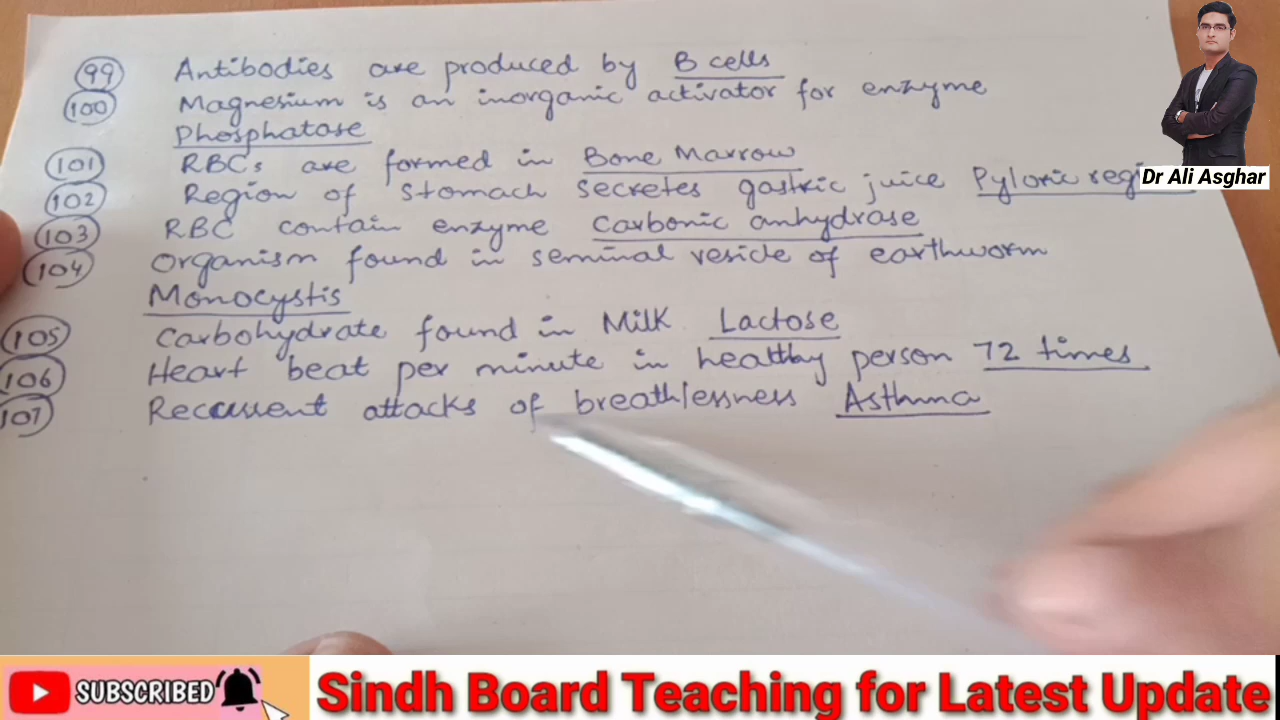 99 Antibodies are produced by B cells
100 Magnesium is an inorganic activator for enzyme
Phosphatase
101 RBCs are formed in Bone Marrow
102 Region of stomach secretes gastric juice Pyloric reg
Dr Ali Asghar
103 RBC contain enzyme Carbonic anhydrase
104 Organism found in seminal vesicle of earthworm
Monocystis
105 Carbohydrate found in Milk Lactose
106 Heart beat per minute in healthy person 72 times
107 Recurrent attacks of breathlessness Asthma
SUBSCRIBED
Sindh Board Teaching for Latest Update